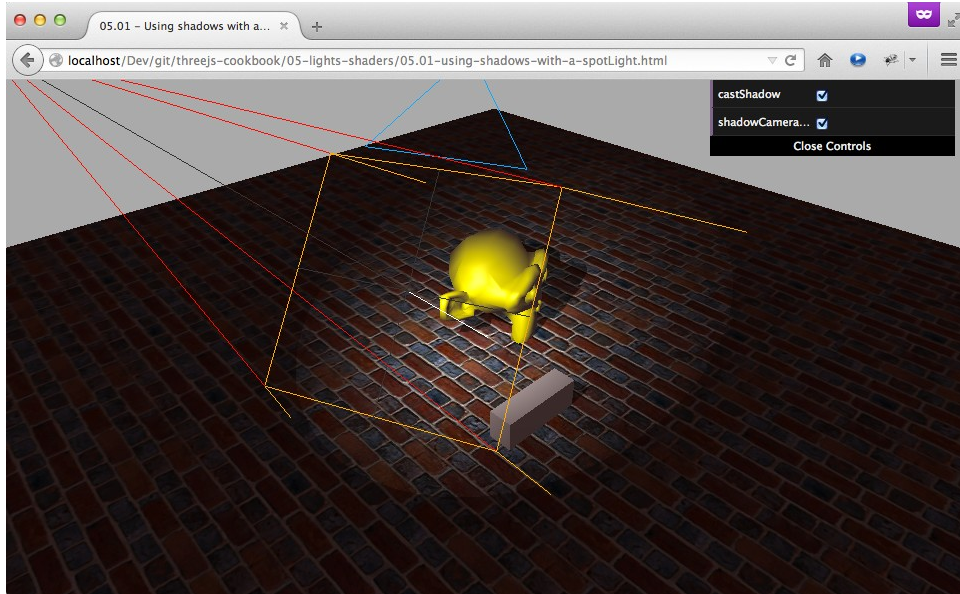 05.01 - Using shadows with a...
localhost/Dev/git/threejs-cookbook/05-lights-shaders/05.01-using-shadows-with-a-spotLight.html
castShadow
shadowCamera...
Close Controls